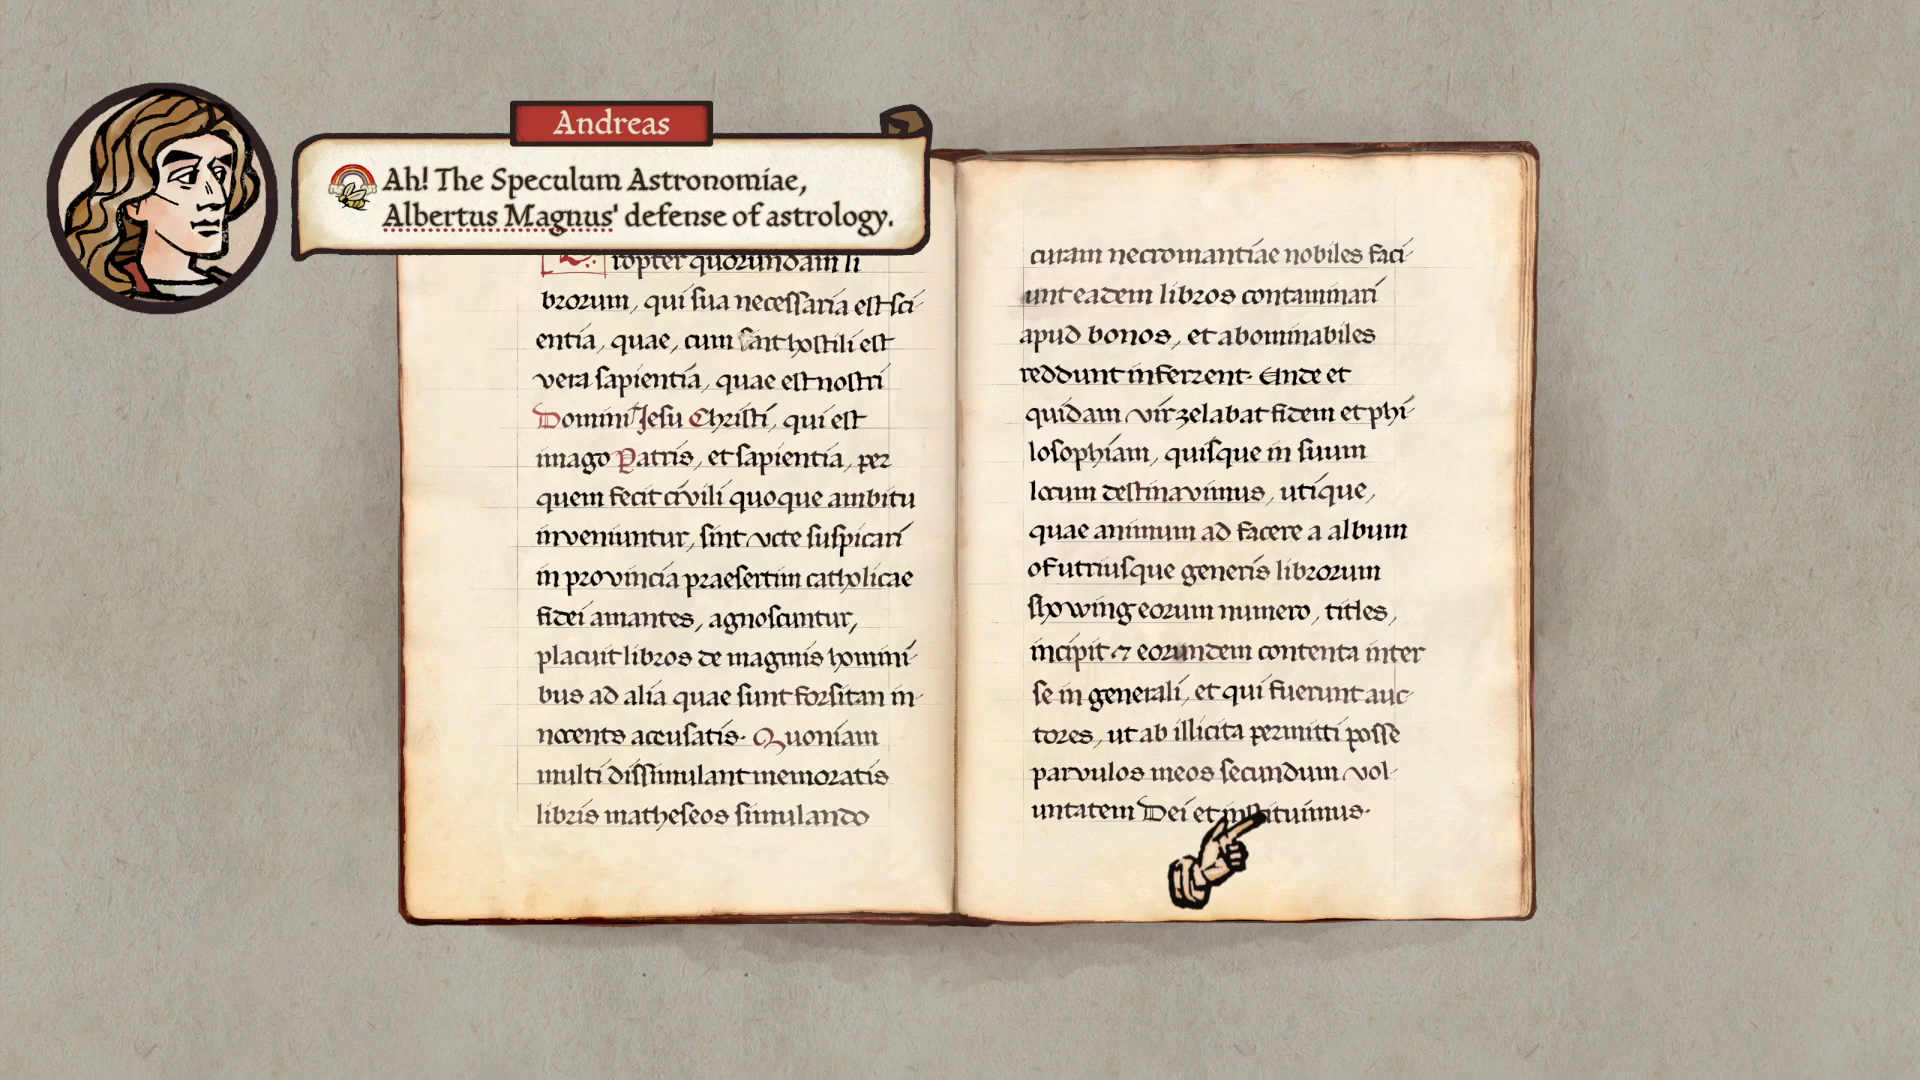 Andreas
Ah! The Speculum Astronomiae,
Albertus Magnus' defense of astrology.
ropter quorundam li
brorum, qui sua necessaria est sci-
entia, quae, cum sint hostili est
vera sapientia, quae est nostri
Domini Jesu Christi, qui est
imago Patris, et sapientia, per
quem fecit civili quoque ambitu
inveniuntur, sint vcte suspicari
in provincia praesertim catholicae
fidei amantes, agnoscuntur,
placuit libros de maginis homini-
bus ad alia quae sunt forsitan in-
nocents accusatis. Quoniam
multi dissimulant memoratis
libris matheseos simulando
curam necromantiae nobiles faci-
unt eadem libros contaminari
apud bonos, et abominabiles
reddunt inferzent. Ende et
quidam vir zelabat fidem et phi-
losophiam, quisque in suum
locum destinavimus, utique,
quae animum ad facere a album
of utriusque generis librorum
showing eorum numero, titles,
incipit ⁊ eorundem contenta inter
se in generali, et qui fuerunt auc-
tores, ut ab illicita permitti posse
parvulos meos secundum vol-
untatem Dei et instituimus.